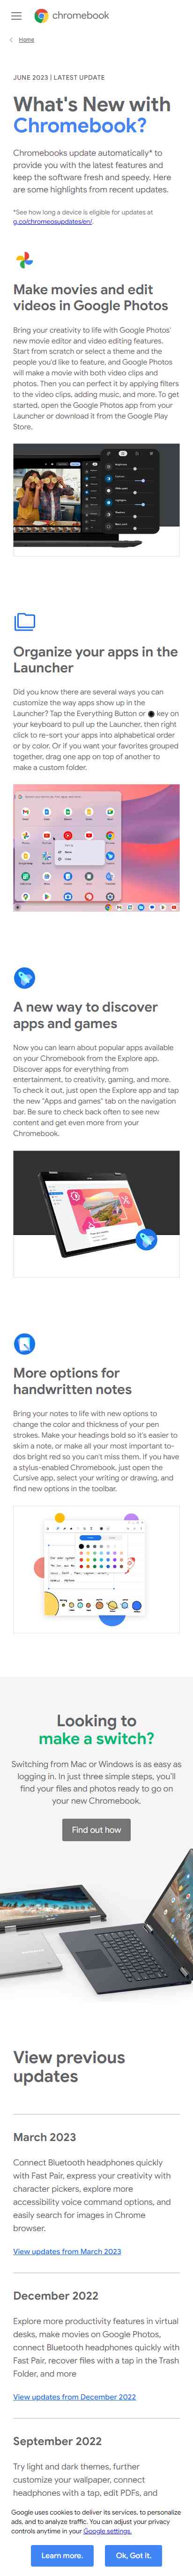 chromebook
Home
JUNE 2023 | LATEST UPDATE
What's New with
Chromebook?
Chromebooks update automatically* to
provide you with the latest features and
keep the software fresh and speedy. Here
are some highlights from recent updates.
*See how long a device is eligible for updates at
g.co/chromeosupdates/en/.
Make movies and edit
videos in Google Photos
Bring your creativity to life with Google Photos'
new movie editor and video editing features.
Start from scratch or select a theme and the
people you'd like to feature, and Google Photos
will make a movie with both video clips and
photos. Then you can perfect it by applying filters
to the video clips, adding music, and more. To get
started, open the Google Photos app from your
Launcher or download it from the Google Play
Store.
Organize your apps in the
Launcher
Did you know there are several ways you can
customize the way apps show up in the
Launcher? Tap the Everything Button or key on
your keyboard to pull up the Launcher, then right
click to re-sort your apps into alphabetical order
or by color. Or if you want your favorites grouped
together, drag one app on top of another to
make a custom folder.
A new way to discover
apps and games
Now you can learn about popular apps available
on your Chromebook from the Explore app.
Discover apps for everything from
entertainment, to creativity, gaming, and more.
To check it out, just open the Explore app and tap
the new "Apps and games" tab on the navigation
bar. Be sure to check back often to see new
content and get even more from your
Chromebook.
More options for
handwritten notes
Bring your notes to life with new options to
change the color and thickness of your pen
strokes. Make your headings bold so it's easier to
skim a note, or make all your most important to-
dos bright red so you can't miss them. If you have
a stylus-enabled Chromebook, just open the
Cursive app, select your writing or drawing, and
find new options in the toolbar.
Looking to
make a switch?
Switching from Mac or Windows is as easy as
logging in. In just three simple steps, you'll
find your files and photos ready to go on
your new Chromebook.
Find out how
View previous
updates
March 2023
Connect Bluetooth headphones quickly
with Fast Pair, express your creativity with
character pickers, explore more
accessibility voice command options, and
easily search for images in Chrome
browser.
View updates from March 2023
December 2022
Explore more productivity features in virtual
desks, make movies on Google Photos,
connect Bluetooth headphones quickly with
Fast Pair, recover files with a tap in the Trash
Folder, and more
View updates from December 2022
September 2022
Try light and dark themes, further
customize your wallpaper, connect
headphones with a tap, edit PDFs, and
Google uses cookies to deliver its services, to personalize
ads, and to analyze traffic. You can adjust your privacy
controls anytime in your Google settings.
Learn more.
Ok, Got it.